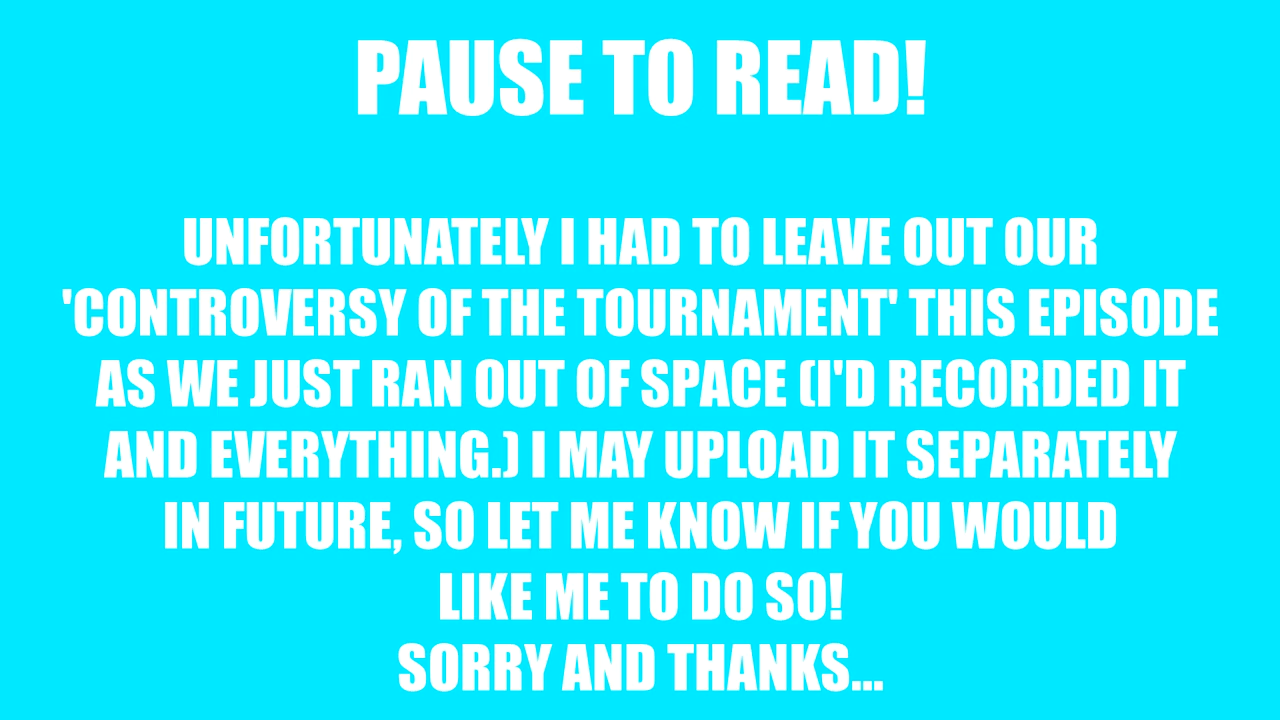 PAUSE TO READ!
UNFORTUNATELY I HAD TO LEAVE OUT OUR
'CONTROVERSY OF THE TOURNAMENT' THIS EPISODE
AS WE JUST RAN OUT OF SPACE (I'D RECORDED IT
AND EVERYTHING.) I MAY UPLOAD IT SEPARATELY
IN FUTURE, SO LET ME KNOW IF YOU WOULD
LIKE ME TO DO SO!
SORRY AND THANKS...